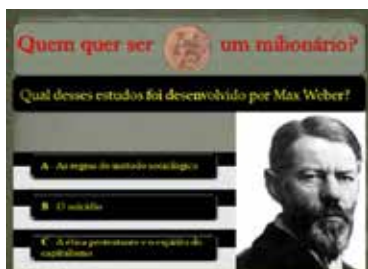 Quem quer ser um milionário?
Qual desses estudos foi desenvolvido por Max Weber?
A - As regras do método sociológico
B - O suicídio
C - A ética protestante e o espírito do
capitalismo